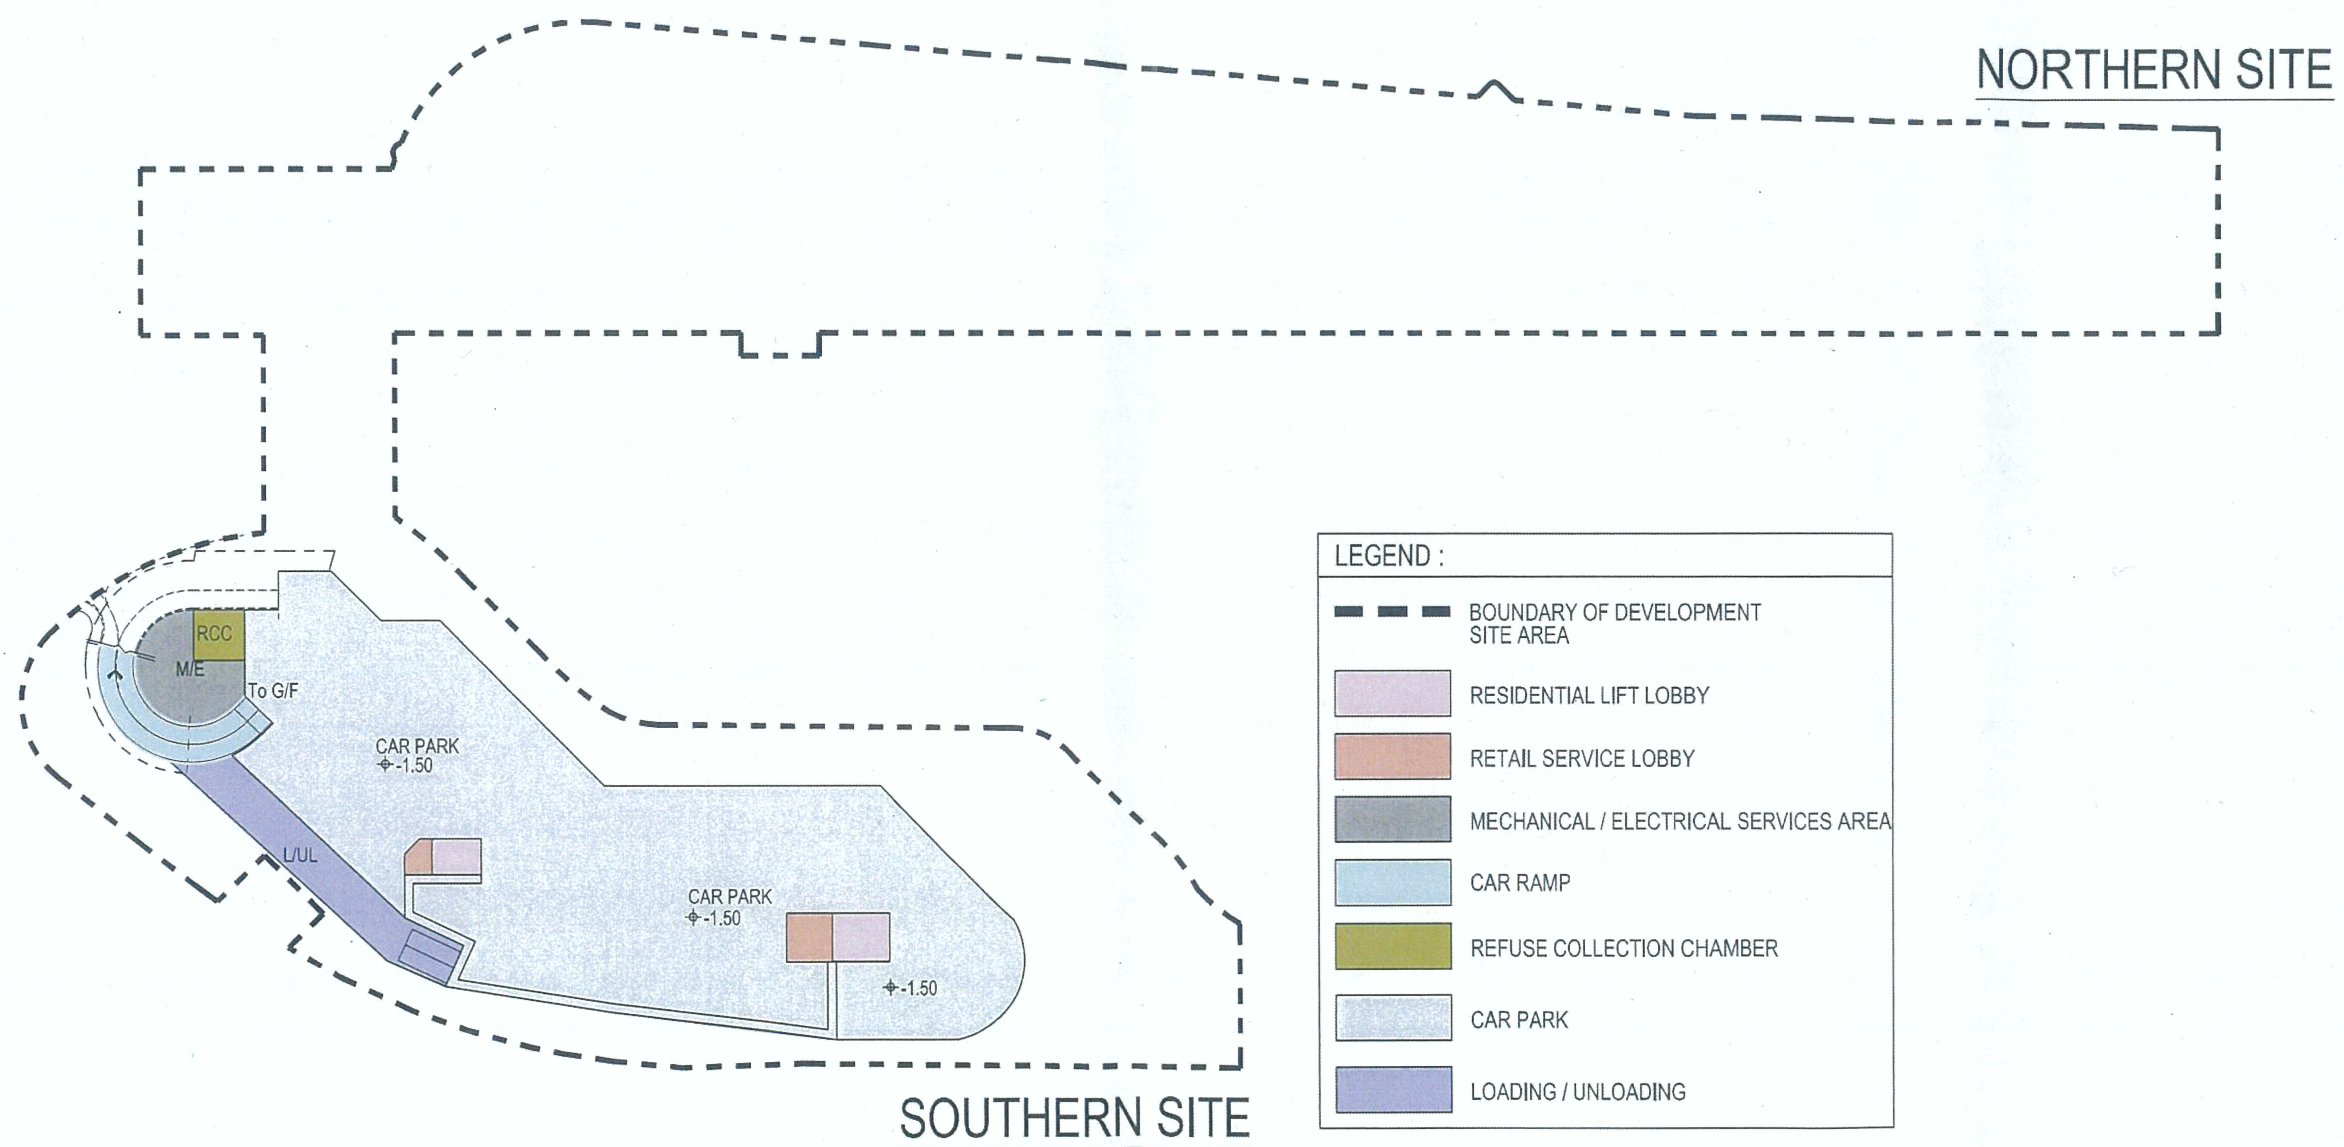 NORTHERN SITE
RCC
M/E
To G/F
CAR PARK
-1.50
L/UL
CAR PARK
-1.50
-1.50
SOUTHERN SITE
LEGEND :
BOUNDARY OF DEVELOPMENT
SITE AREA
RESIDENTIAL LIFT LOBBY
RETAIL SERVICE LOBBY
MECHANICAL / ELECTRICAL SERVICES AREA
CAR RAMP
REFUSE COLLECTION CHAMBER
CAR PARK
LOADING / UNLOADING